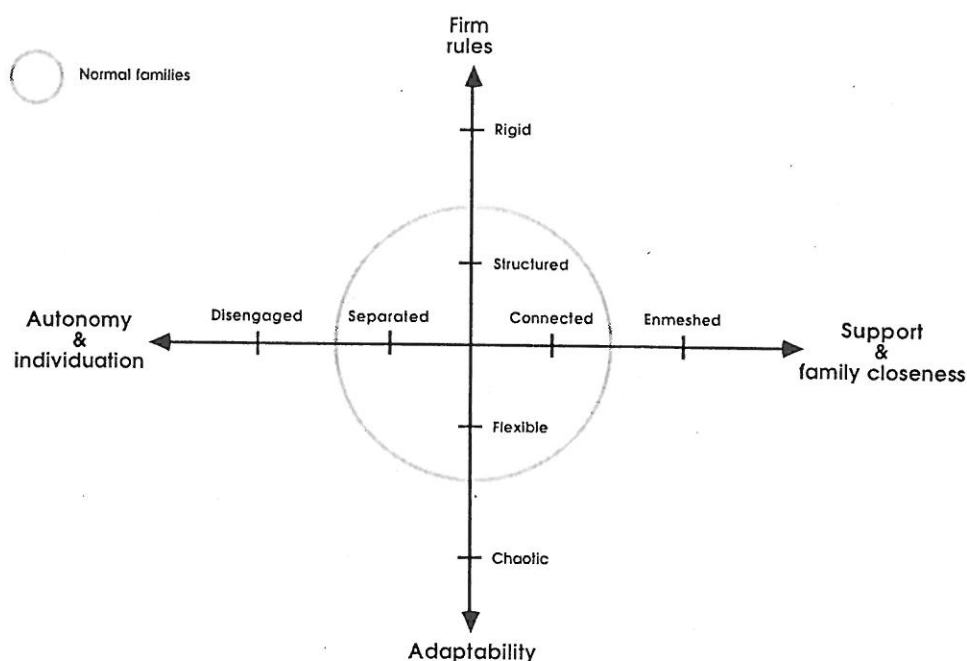 Firm
rules
Normal families
Rigid
Structured
Disengaged
Separated
Connected
Enmeshed
Autonomy
&
individuation
Support
&
family closeness
Flexible
Chaotic
Adaptability